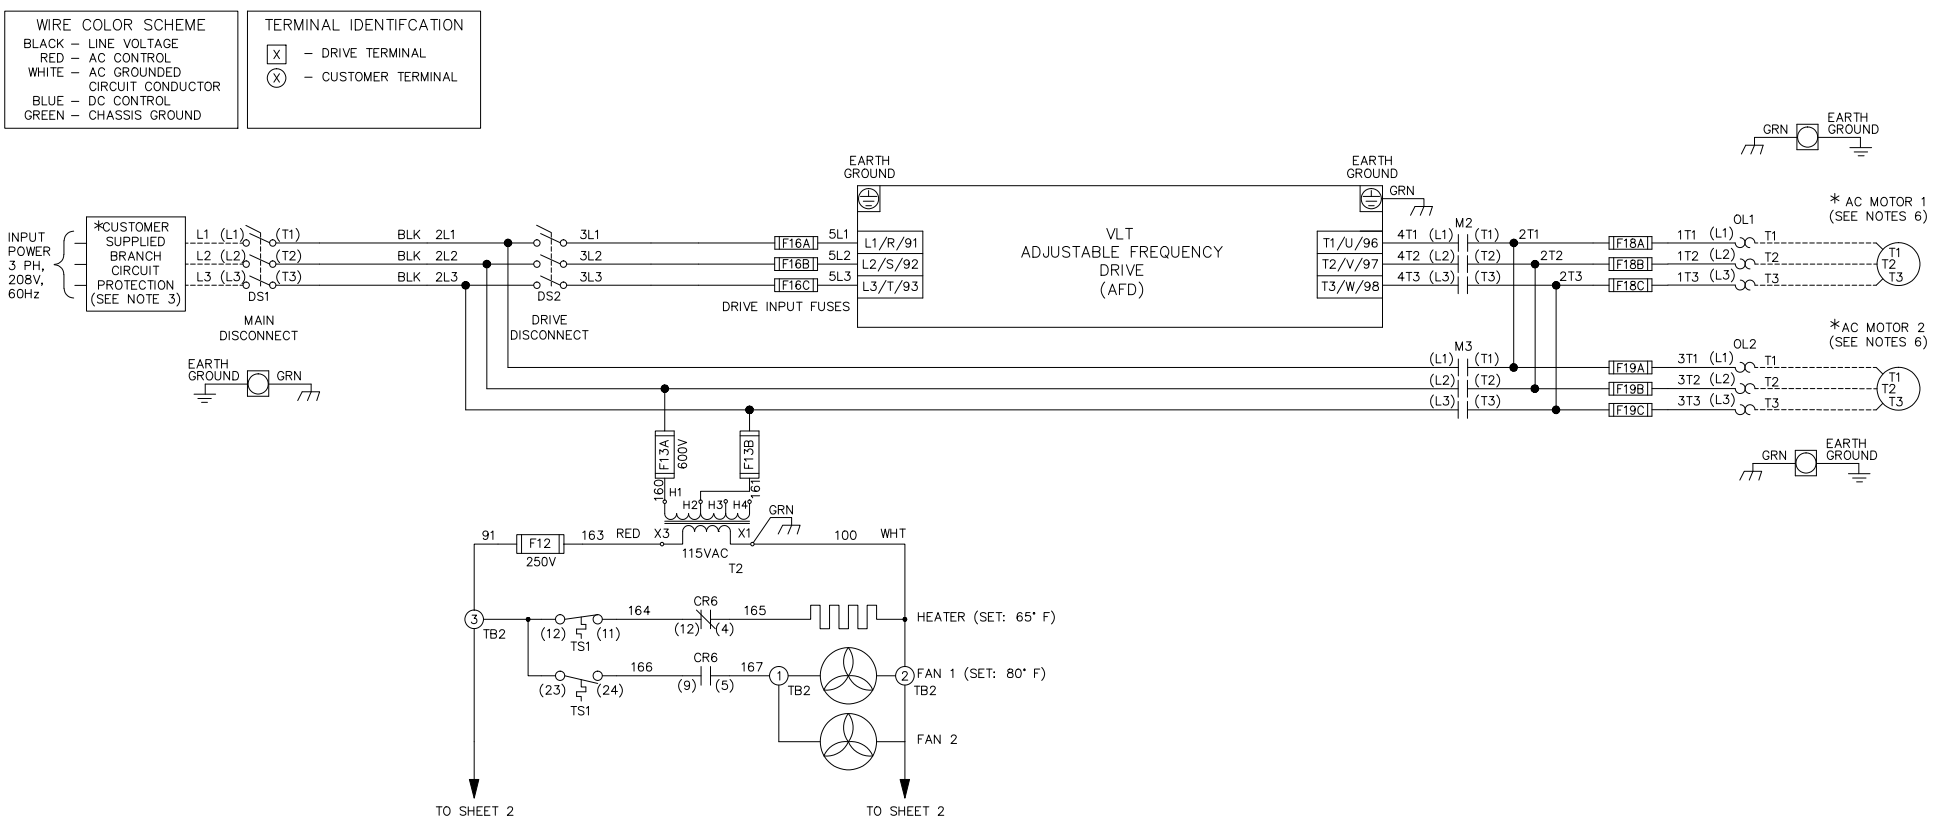 WIRE COLOR SCHEME
BLACK – LINE VOLTAGE
RED – AC CONTROL
WHITE – AC GROUNDED
CIRCUIT CONDUCTOR
BLUE – DC CONTROL
GREEN – CHASSIS GROUND
TERMINAL IDENTIFCATION
X – DRIVE TERMINAL
X – CUSTOMER TERMINAL
GRN
EARTH
GROUND
EARTH
GROUND
EARTH
GROUND
GRN
INPUT
POWER
3 PH,
208V,
60Hz
*CUSTOMER
SUPPLIED
BRANCH
CIRCUIT
PROTECTION
(SEE NOTE 3)
L1 (L1) (T1) BLK 2L1 3L1 F16A 5L1 L1/R/91
L2 (L2) (T2) BLK 2L2 3L2 F16B 5L2 L2/S/92
L3 (L3) (T3) BLK 2L3 3L3 F16C 5L3 L3/T/93
DS1
MAIN
DISCONNECT
DS2
DRIVE
DISCONNECT
DRIVE INPUT FUSES
VLT
ADJUSTABLE FREQUENCY
DRIVE
(AFD)
M2
OL1
* AC MOTOR 1
(SEE NOTES 6)
T1/U/96 4T1 (L1) (T1) 2T1 F18A 1T1 (L1) T1 T1
T2/V/97 4T2 (L2) (T2) 2T2 F18B 1T2 (L2) T2 T2
T3/W/98 4T3 (L3) (T3) 2T3 F18C 1T3 (L3) T3 T3
*AC MOTOR 2
(SEE NOTES 6)
M3
OL2
(L1) (T1) F19A 3T1 (L1) T1 T1
(L2) (T2) F19B 3T2 (L2) T2 T2
(L3) (T3) F19C 3T3 (L3) T3 T3
EARTH
GROUND
GRN
GRN
EARTH
GROUND
F13A
600V
F13B
160
161
H1
H2 H3 H4
GRN
91 F12 163 RED X3 X1 100 WHT
250V
115VAC
T2
3
TB2
164 CR6 165
(12) (11) (12) (4)
TS1
HEATER (SET: 65° F)
166 CR6 167
(23) (24) (9) (5)
TS1
1
TB2
2
TB2
FAN 1 (SET: 80° F)
FAN 2
TO SHEET 2
TO SHEET 2